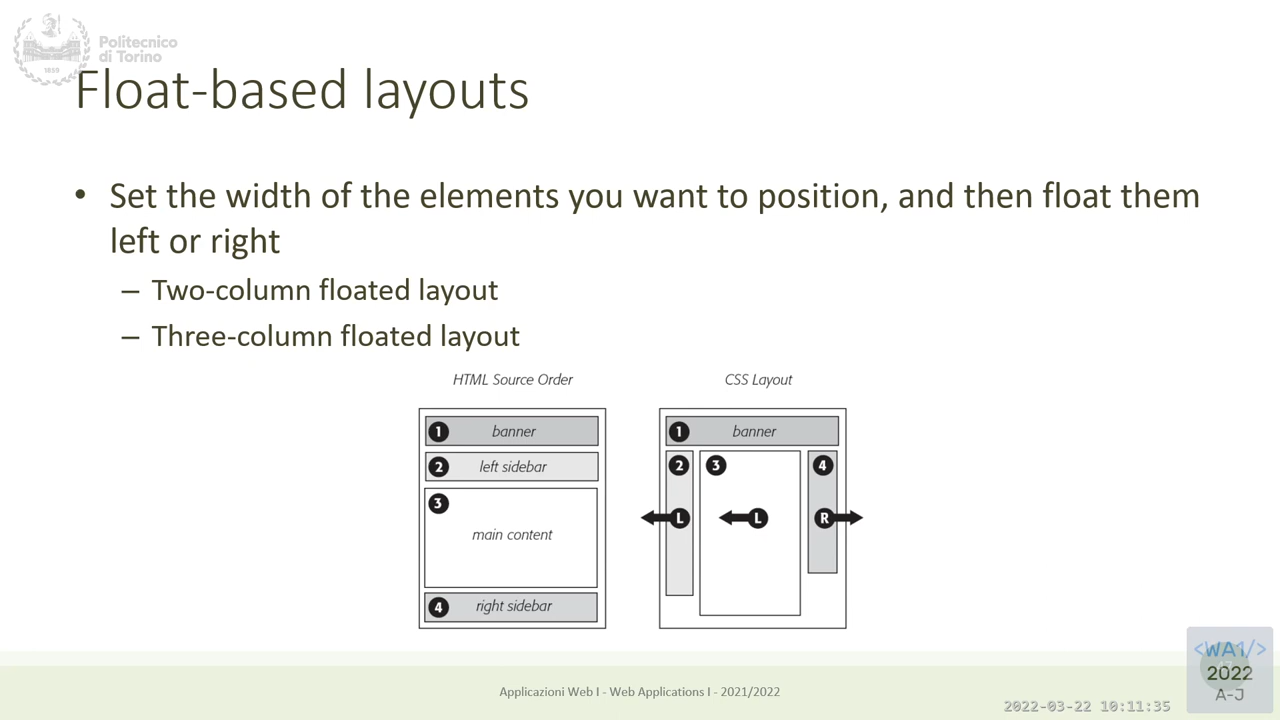 Politecnico
di Torino
1859
Float-based layouts
• Set the width of the elements you want to position, and then float them
left or right
– Two-column floated layout
– Three-column floated layout
HTML Source Order
1 banner
2 left sidebar
3
main content
4 right sidebar
CSS Layout
1 banner
2 3 4
L L R
Applicazioni Web I - Web Applications I - 2021/2022
2022-03-22 10:11:35
<WA1/>
2022
A-J